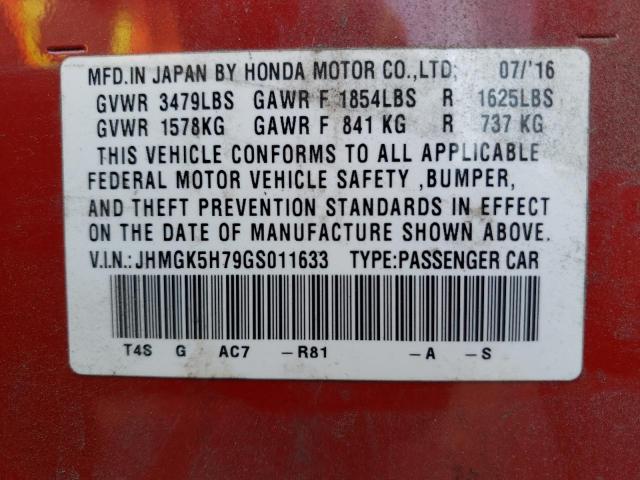 MFD.IN JAPAN BY HONDA MOTOR CO.,LTD; 07/'16
GVWR 3479LBS GAWR F 1854LBS R 1625LBS
GVWR 1578KG GAWR F 841 KG R 737 KG
THIS VEHICLE CONFORMS TO ALL APPLICABLE
FEDERAL MOTOR VEHICLE SAFETY ,BUMPER,
AND THEFT PREVENTION STANDARDS IN EFFECT
ON THE DATE OF MANUFACTURE SHOWN ABOVE.
V.I.N.:JHMGK5H79GS011633 TYPE:PASSENGER CAR
T4S G AC7 -R81 -A -S